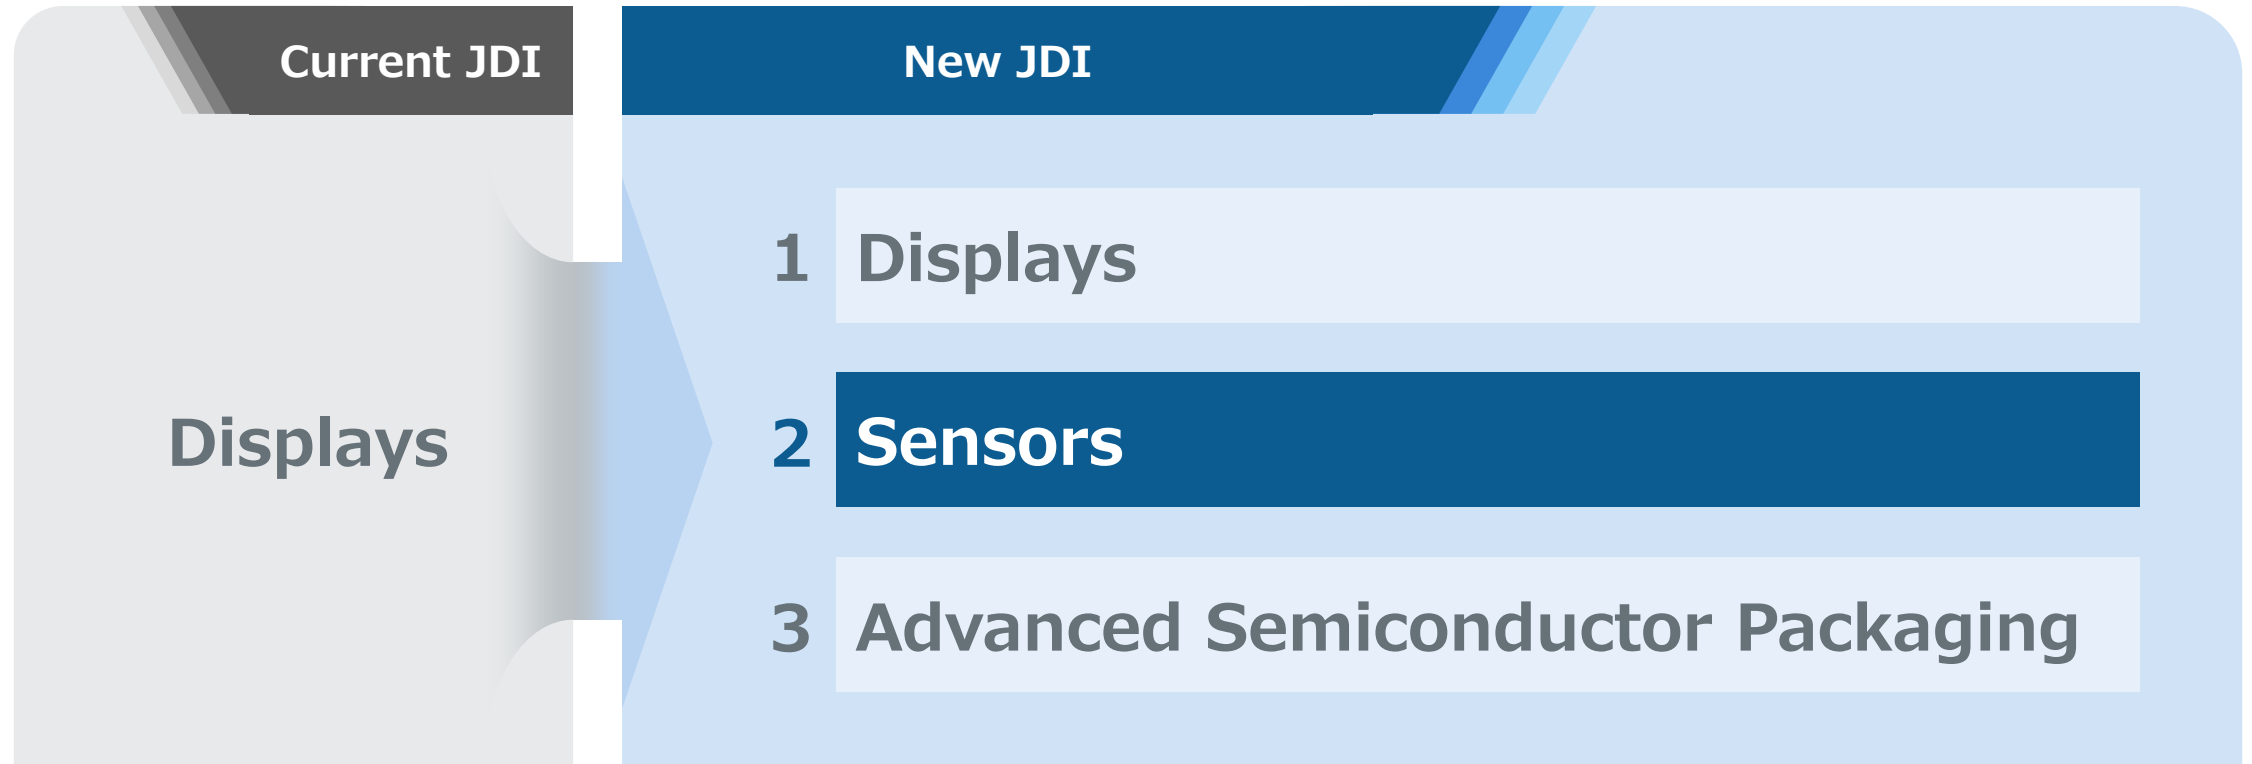 Current JDI
New JDI
Displays
1 Displays
2 Sensors
3 Advanced Semiconductor Packaging